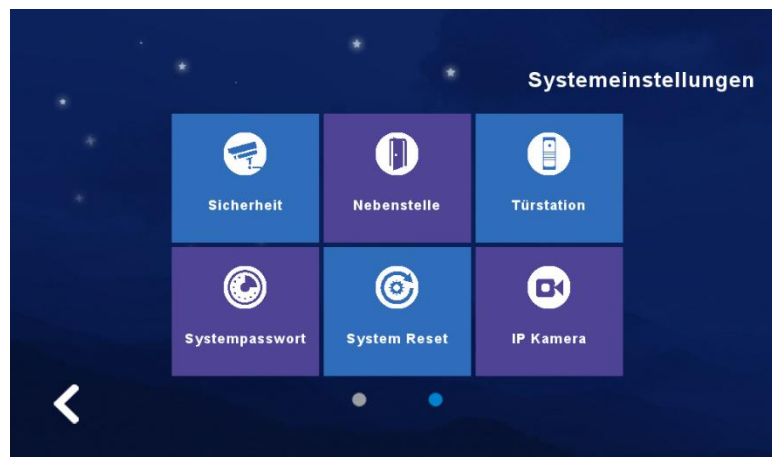 Systemeinstellungen
Sicherheit
Nebenstelle
Türstation
Systempasswort
System Reset
IP Kamera